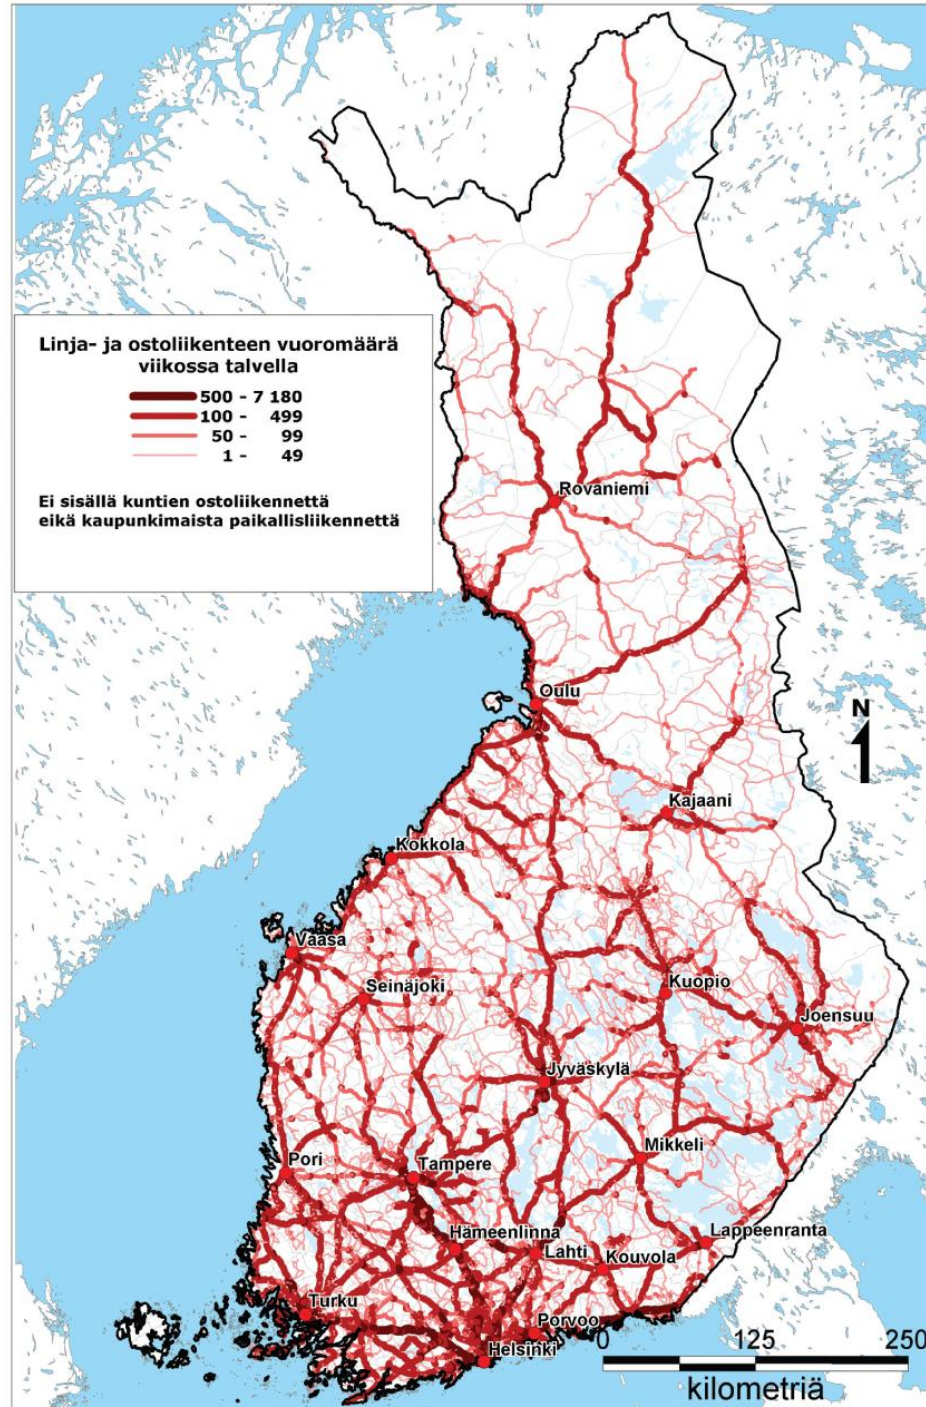 Linja- ja ostoliikenteen vuoromäärä
viikossa talvella
500 - 7 180
100 - 499
50 - 99
1 - 49
Ei sisällä kuntien ostoliikennettä
eikä kaupunkimaista paikallisliikennettä
Rovaniemi
Oulu
N
Kajaani
Kokkola
Vaasa
Seinäjoki
Kuopio
Joensuu
Jyväskylä
Mikkeli
Pori
Tampere
Hämeenlinna
Lappeenranta
Lahti
Kouvola
Turku
Porvoo
Helsinki
0 125 250
kilometriä